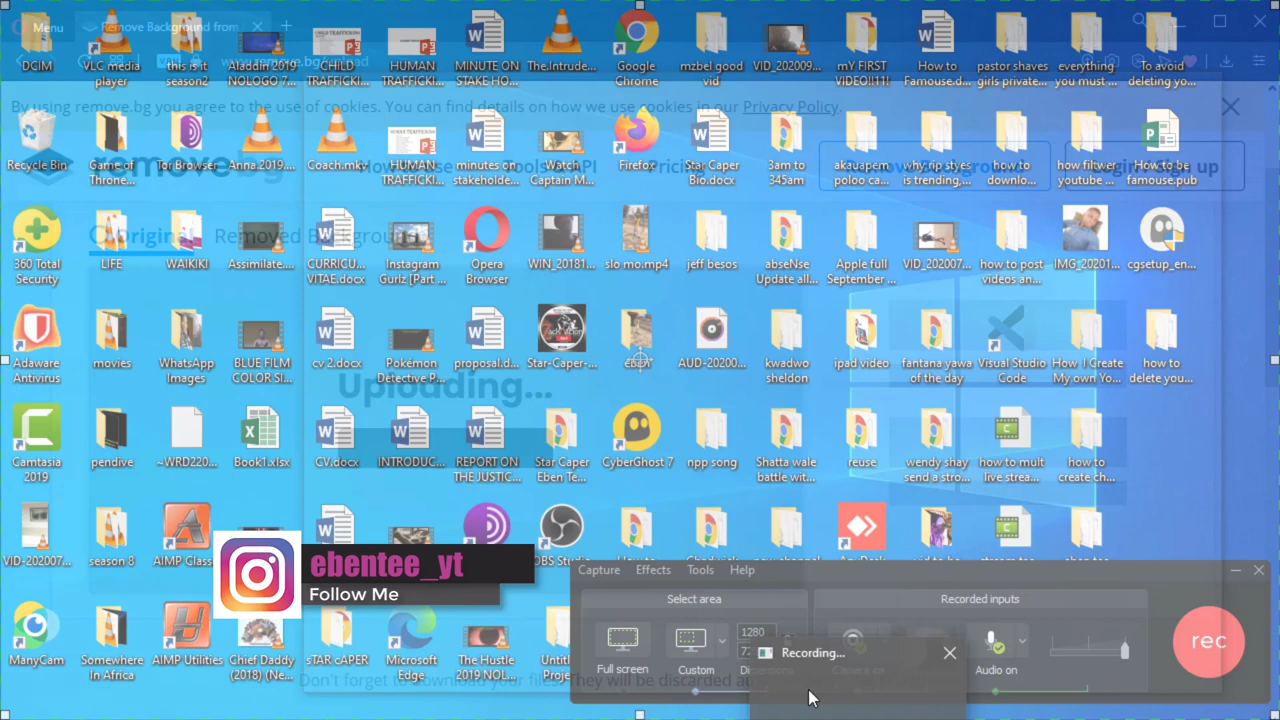 Menu
Remove Background from
www.remove.bg/upload
By using remove.bg you agree to the use of cookies. You can find details on how we use cookies in our Privacy Policy.
Pricing
Original
Removed Background
Uploading...
DCIM
VLC media player
this is it season2
Aladdin 2019 NOLOGO 7...
CHILD TRAFFICKI...
HUMAN TRAFFICKI...
MINUTE ON STAKE HO...
The.Intrude...
Google Chrome
mzbel good vid
VID_202009...
mY FIRST VIDEO!!11!
How to Famouse.d...
pastor shaves girls private...
everything you must ...
To avoid deleting yo...
Recycle Bin
Game of Throne...
Tor Browser
Anna.2019....
Coach.mkv
HUMAN TRAFFICKI...
minutes on stakeholde...
Watch Captain M...
Firefox
Star Caper Bio.docx
3am to 345am
akuapem poloo ca...
why rip styes is trending,...
how to downlo...
how filtwer youtube ...
How to be famouse.pub
360 Total Security
LIFE
WAIKIKI
Assimilate....
CURRICU... VITAE.docx
Instagram Gurlz [Part ...
Opera Browser
WIN_20181...
slo mo.mp4
jeff besos
abseNse Update all...
Apple full September ...
VID_202007...
how to post videos an...
IMG_20201...
cgsetup_en...
Adaware Antivirus
movies
WhatsApp Images
BLUE FILM COLOR SI...
cv 2.docx
Pokémon Detective P...
proposal.d...
Star-Caper-...
eben
AUD-20200...
kwadwo sheldon
ipad video
fantana yawa of the day
Visual Studio Code
How I Create My own Yo...
how to delete you...
Camtasia 2019
pendive
~WRD220...
Book1.xlsx
CV.docx
INTRODUC...
REPORT ON THE JUSTIC...
Star Caper Eben Te...
CyberGhost 7
npp song
Shatta wale battle wit...
reuse
wendy shay send a stro...
how to mult live strea...
how to create ch...
VID-202007...
season 8
AIMP Class
OBS Studio
ebentee_yt
Follow Me
ManyCam
Somewhere In Africa
AIMP Utilities
Chief Daddy (2018) (Ne...
sTAR cAPER
Microsoft Edge
The Hustle 2019 NOL...
Capture Effects Tools Help
Select area
Recorded inputs
Full screen
Custom
1280
Recording...
Audio on
rec
Don't forget to download your files. They will be discarded